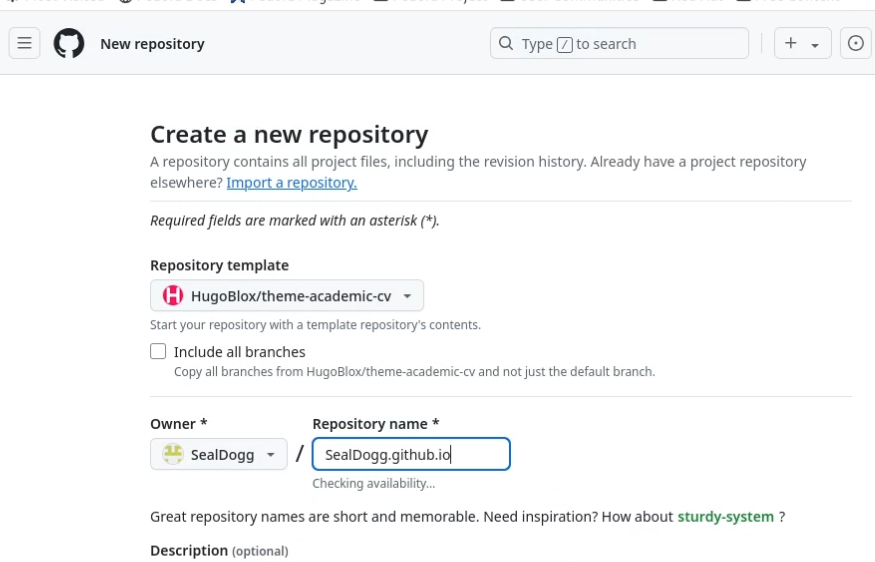 New repository
Type / to search
Create a new repository
A repository contains all project files, including the revision history. Already have a project repository
elsewhere? Import a repository.
Required fields are marked with an asterisk (*).
Repository template
HugoBlox/theme-academic-cv
Start your repository with a template repository's contents.
Include all branches
Copy all branches from HugoBlox/theme-academic-cv and not just the default branch.
Owner * Repository name *
SealDogg / SealDogg.github.io
Checking availability...
Great repository names are short and memorable. Need inspiration? How about sturdy-system ?
Description (optional)